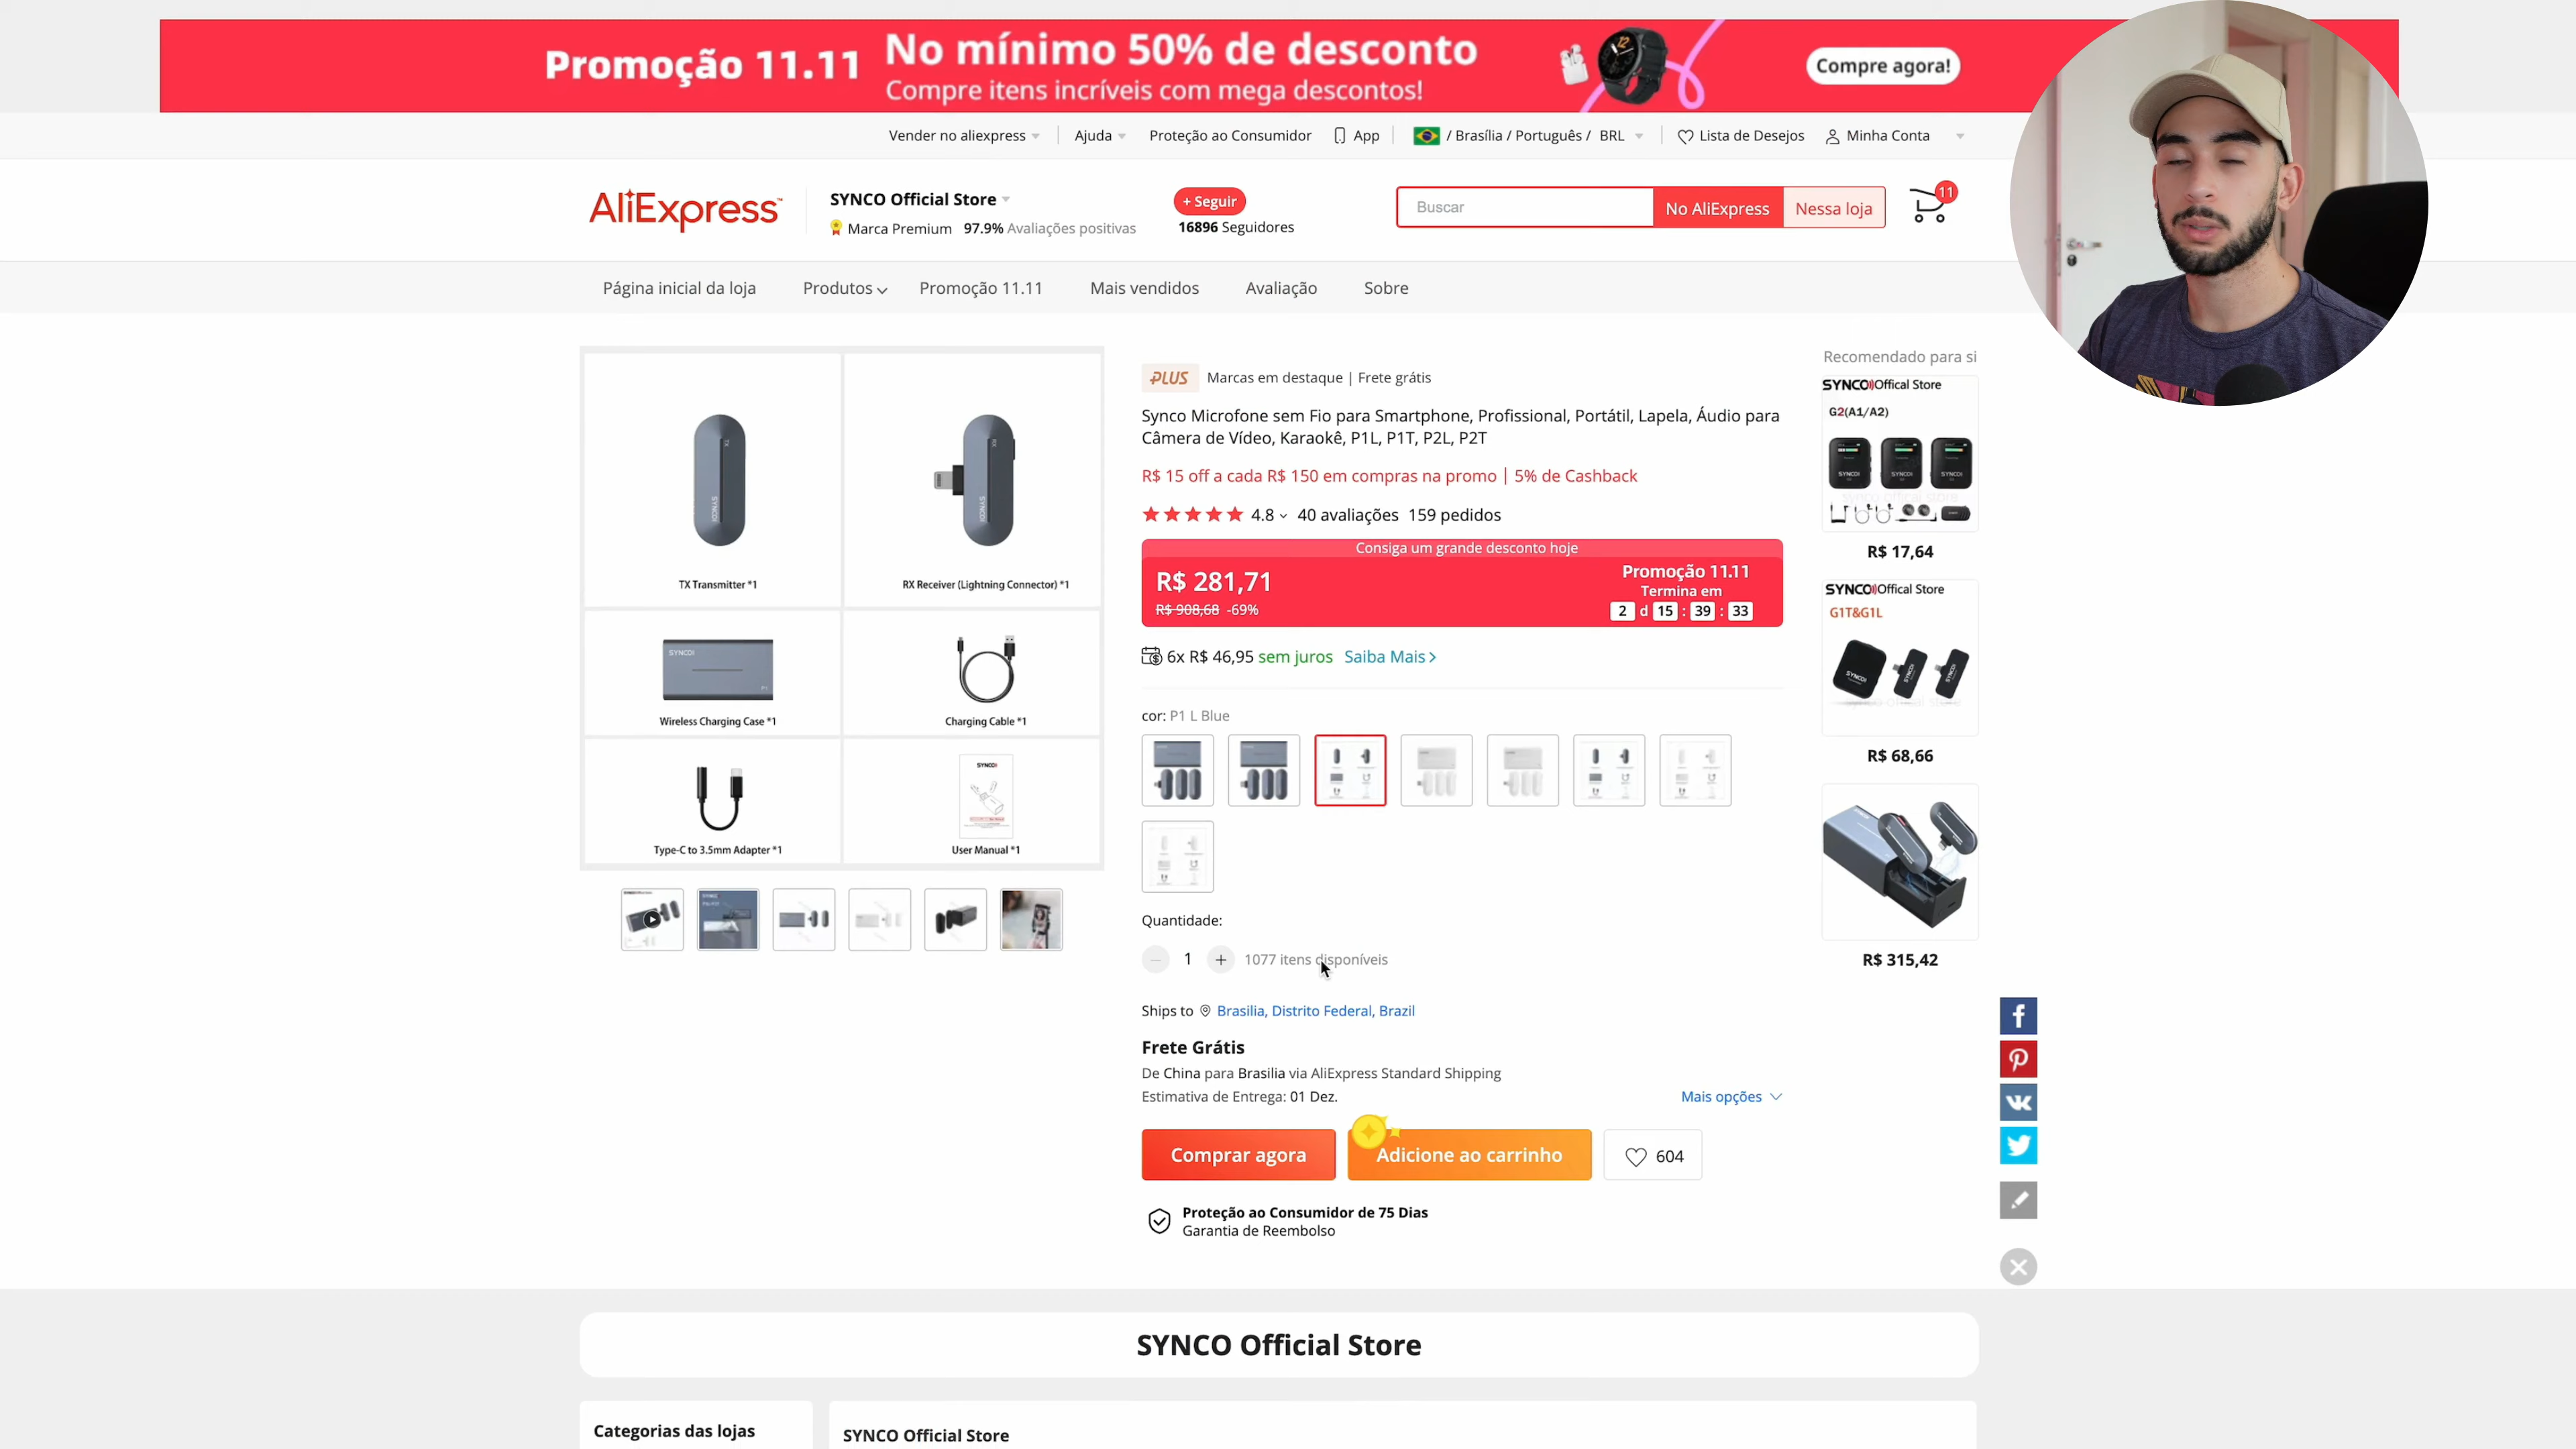 Promoção 11.11
No mínimo 50% de desconto
Compre itens incríveis com mega descontos!
Compre agora!
Vender no aliexpress
Ajuda
Proteção ao Consumidor
App
/ Brasília / Português / BRL
Lista de Desejos
Minha Conta
AliExpress
SYNCO Official Store
Marca Premium 97.9% Avaliações positivas
+ Seguir
16896 Seguidores
Buscar
No AliExpress
Nessa loja
11
Página inicial da loja
Produtos
Promoção 11.11
Mais vendidos
Avaliação
Sobre
TX Transmitter *1
RX Receiver (Lightning Connector) *1
SYNCO
Wireless Charging Case *1
Charging Cable *1
Type-C to 3.5mm Adapter *1
SYNCO
User Manual *1
PLUS Marcas em destaque | Frete grátis
Synco Microfone sem Fio para Smartphone, Profissional, Portátil, Lapela, Áudio para
Câmera de Vídeo, Karaokê, P1L, P1T, P2L, P2T
R$ 15 off a cada R$ 150 em compras na promo | 5% de Cashback
4.8 40 avaliações 159 pedidos
Consiga um grande desconto hoje
R$ 281,71
R$ 908,68 -69%
Promoção 11.11
Termina em
2 d 15 : 39 : 33
6x R$ 46,95 sem juros Saiba Mais
cor: P1 L Blue
Quantidade:
1 + 1077 itens disponíveis
Ships to Brasilia, Distrito Federal, Brazil
Frete Grátis
De China para Brasilia via AliExpress Standard Shipping
Estimativa de Entrega: 01 Dez.
Mais opções
Comprar agora
Adicione ao carrinho
604
Proteção ao Consumidor de 75 Dias
Garantia de Reembolso
Recomendado para si
SYNCO Offical Store
G2(A1/A2)
R$ 17,64
SYNCO Offical Store
G1T&G1L
R$ 68,66
R$ 315,42
SYNCO Official Store
Categorias das lojas
SYNCO Official Store